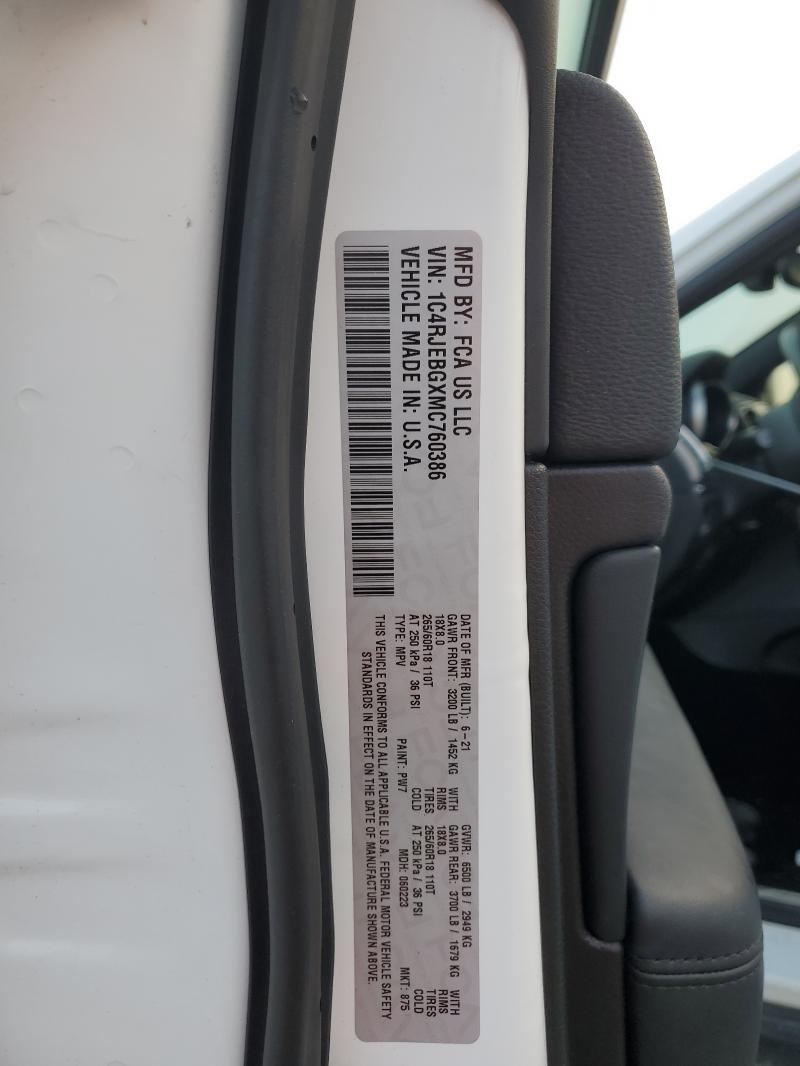 MFD BY: FCA US LLC
VIN: 1C4RJEBGXMC760386
VEHICLE MADE IN: U.S.A.
DATE OF MFR (BUILT): 6-21 GVWR: 6500 LB / 2949 KG
GAWR FRONT: 3200 LB / 1452 KG WITH GAWR REAR: 3700 LB / 1679 KG WITH
18X8.0 RIMS 18X8.0 RIMS
265/60R18 110T TIRES 265/60R18 110T TIRES
AT 250 kPa / 36 PSI COLD AT 250 kPa / 36 PSI COLD
TYPE: MPV PAINT: PW7 MDH: 060223 MKT: 875
THIS VEHICLE CONFORMS TO ALL APPLICABLE U.S.A. FEDERAL MOTOR VEHICLE SAFETY
STANDARDS IN EFFECT ON THE DATE OF MANUFACTURE SHOWN ABOVE.